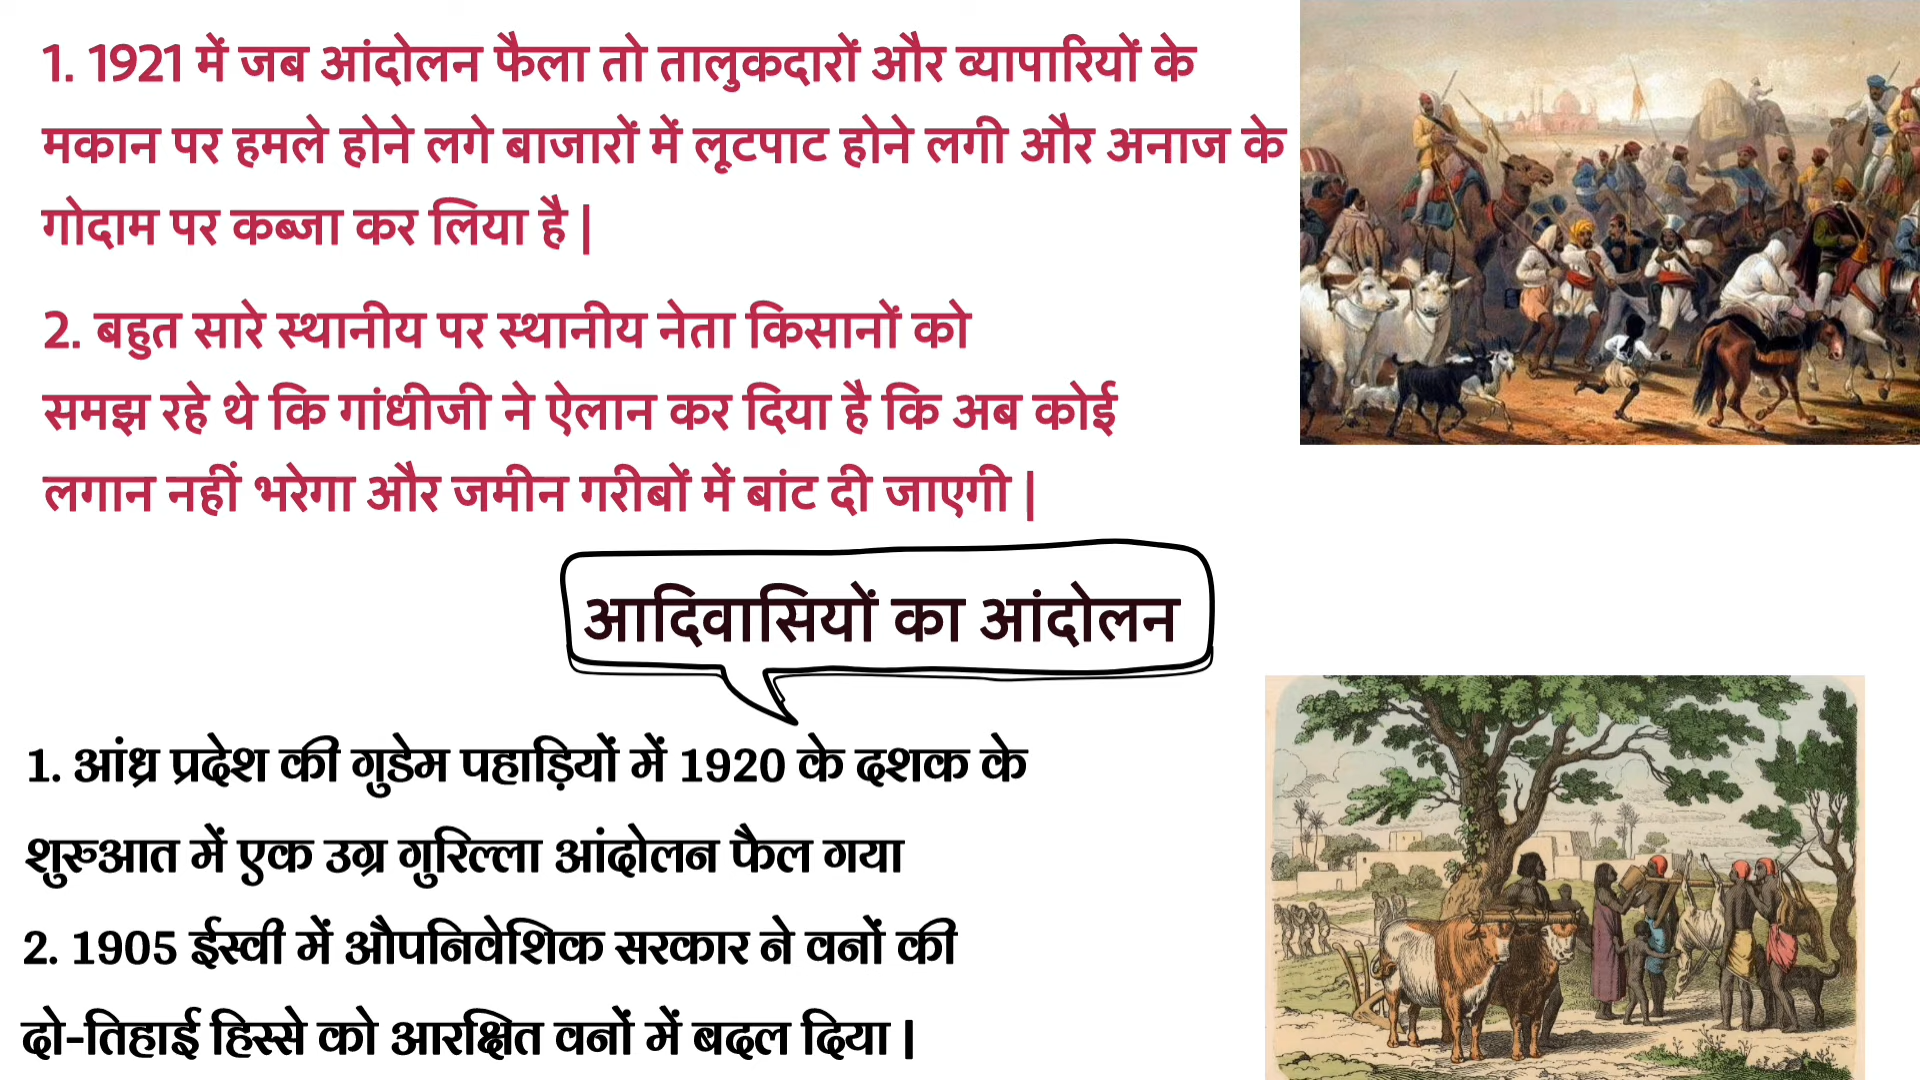 1. 1921 में जब आंदोलन फैला तो तालुकदारों और व्यापारियों के
मकान पर हमले होने लगे बाजारों में लूटपाट होने लगी और अनाज के
गोदाम पर कब्जा कर लिया है |
2. बहुत सारे स्थानीय पर स्थानीय नेता किसानों को
समझ रहे थे कि गांधीजी ने ऐलान कर दिया है कि अब कोई
लगान नहीं भरेगा और जमीन गरीबों में बांट दी जाएगी |
आदिवासियों का आंदोलन
1. आंध्र प्रदेश की गुडेम पहाड़ियों में 1920 के दशक के
शुरुआत में एक उग्र गुरिल्ला आंदोलन फैल गया
2. 1905 ईस्वी में औपनिवेशिक सरकार ने वनों की
दो-तिहाई हिस्से को आरक्षित वनों में बदल दिया |